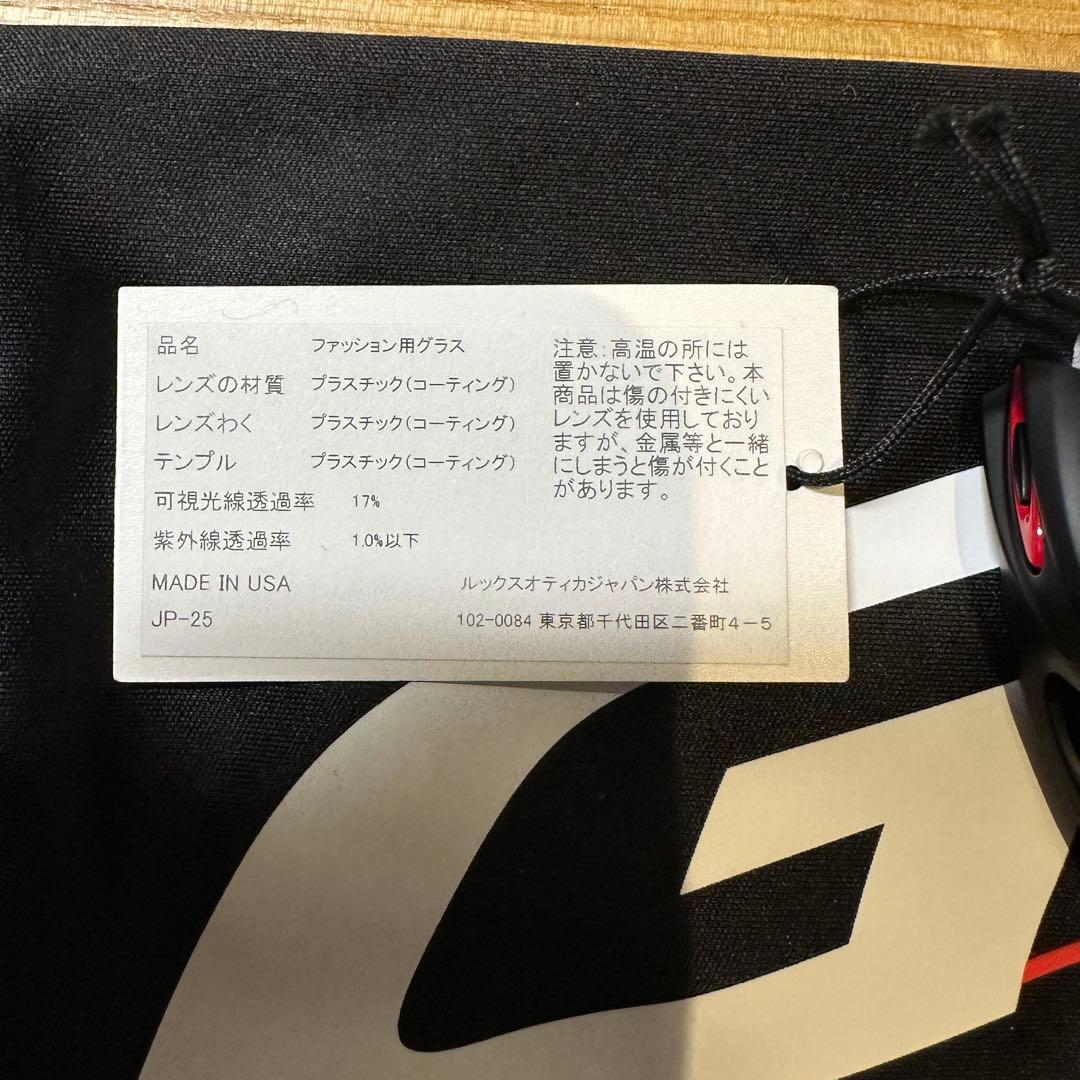 品名 ファッション用グラス
レンズの材質 プラスチック(コーティング)
レンズわく プラスチック(コーティング)
テンプル プラスチック(コーティング)
可視光線透過率 17%
紫外線透過率 1.0%以下
注意:高温の所には
置かないで下さい。本
商品は傷の付きにくい
レンズを使用しており
ますが、金属等と一緒
にしまうと傷が付くこと
があります。
MADE IN USA ルックスオティカジャパン株式会社
JP-25 102-0084 東京都千代田区二番町4-5